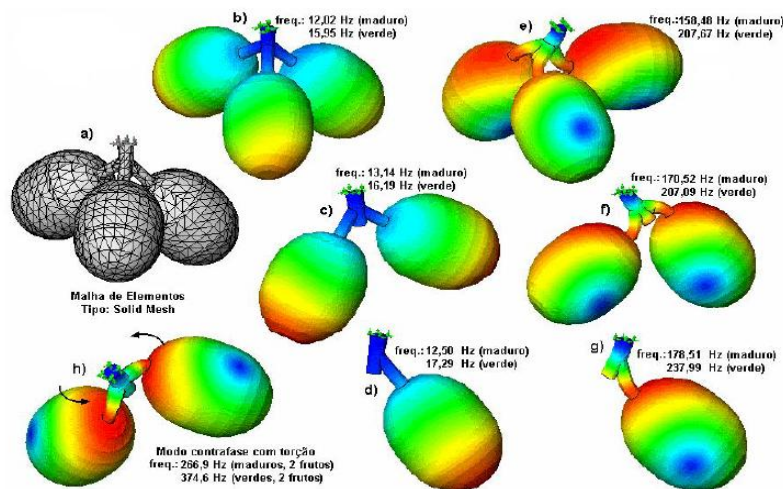 b)
freq.: 12,02 Hz (maduro)
15,95 Hz (verde)
e)
freq.:158,48 Hz (maduro)
207,67 Hz (verde)
a)
Malha de Elementos
Tipo: Solid Mesh
freq.: 13,14 Hz (maduro)
16,19 Hz (verde)
c)
freq.:170,52 Hz (maduro)
207,09 Hz (verde)
f)
h)
Modo contrafase com torção
freq.: 266,9 Hz (maduros, 2 frutos)
374,6 Hz (verdes, 2 frutos)
freq.: 12,50 Hz (maduro)
17,29 Hz (verde)
d)
g)
freq.:178,51 Hz (maduro)
237,99 Hz (verde)